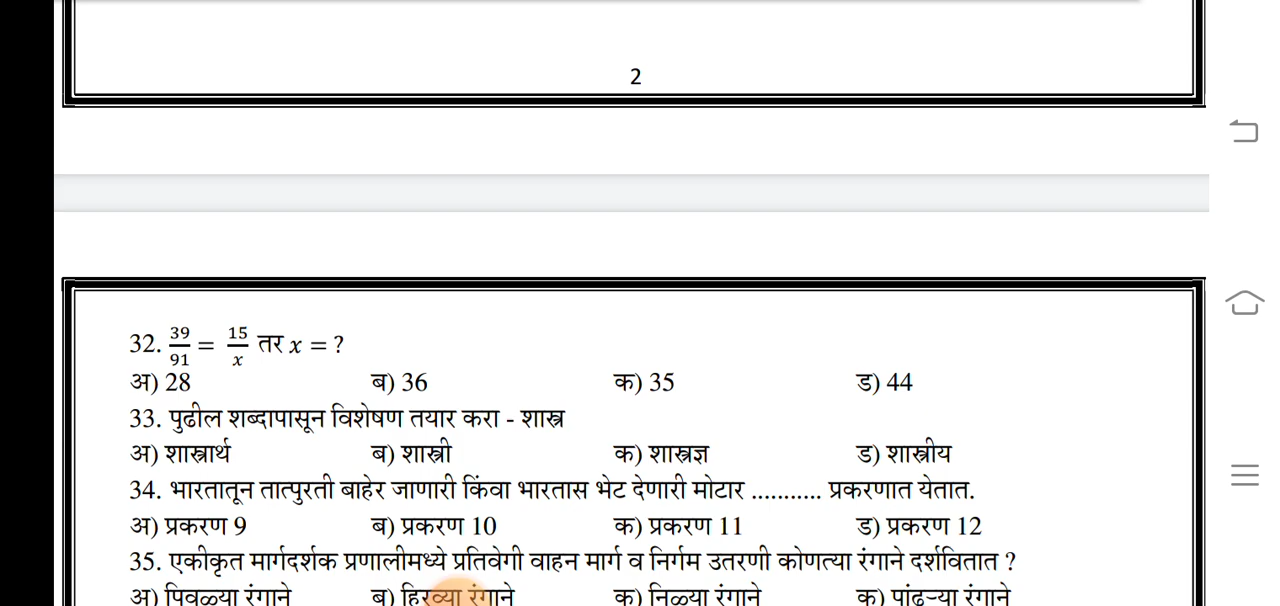 2
32. 39/91 = 15/x तर x = ?
अ) 28 ब) 36 क) 35 ड) 44
33. पुढील शब्दापासून विशेषण तयार करा - शास्त्र
अ) शास्त्रार्थ ब) शास्त्री क) शास्त्रज्ञ ड) शास्त्रीय
34. भारतातून तात्पुरती बाहेर जाणारी किंवा भारतास भेट देणारी मोटार ........... प्रकरणात येतात.
अ) प्रकरण 9 ब) प्रकरण 10 क) प्रकरण 11 ड) प्रकरण 12
35. एकीकृत मार्गदर्शक प्रणालीमध्ये प्रतिवेगी वाहन मार्ग व निर्गम उतरणी कोणत्या रंगाने दर्शवितात ?
अ) पिवळ्या रंगाने ब) हिरव्या रंगाने क) निळ्या रंगाने क) पांढऱ्या रंगाने